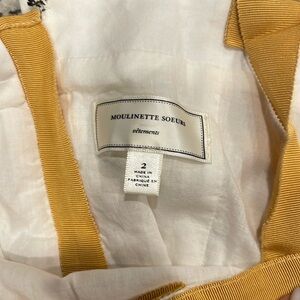 MOULINETTE SOEURS
vêtements
2
MADE IN
CHINA
FABRIQUÉ EN
CHINE